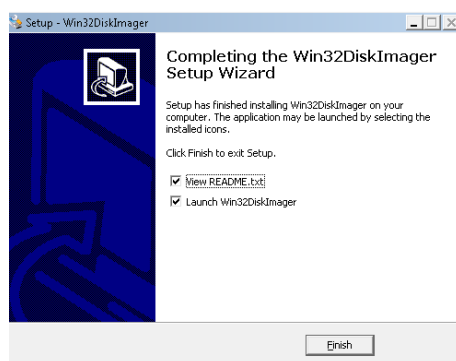 Setup - Win32DiskImager
Completing the Win32DiskImager
Setup Wizard
Setup has finished installing Win32DiskImager on your
computer. The application may be launched by selecting the
installed icons.
Click Finish to exit Setup.
View README.txt
Launch Win32DiskImager
Finish